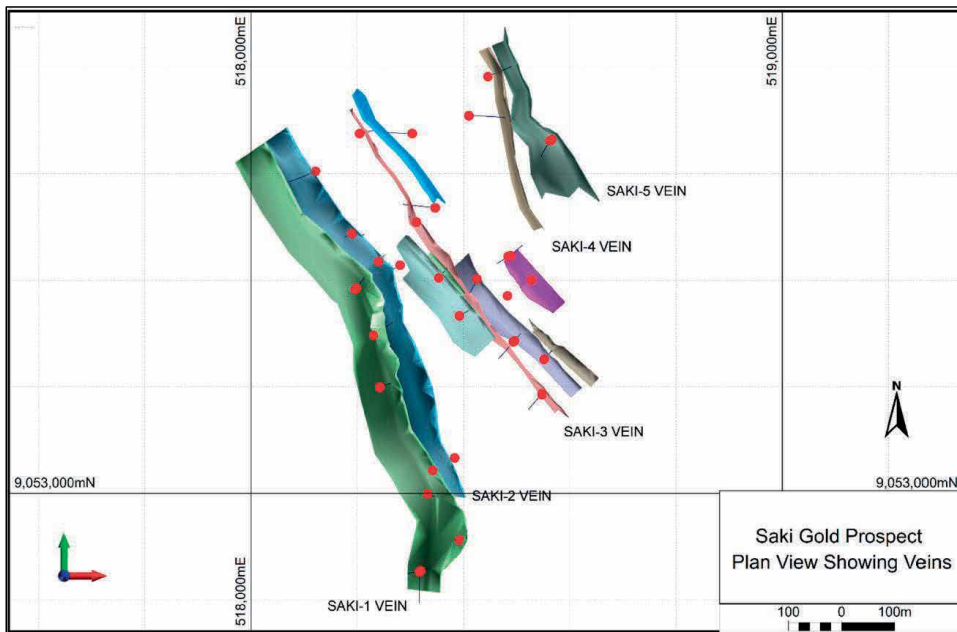 518,000mE
519,000mE
SAKI-5 VEIN
SAKI-4 VEIN
SAKI-3 VEIN
N
9,053,000mN
9,053,000mN
SAKI-2 VEIN
SAKI-1 VEIN
518,000mE
Saki Gold Prospect
Plan View Showing Veins
100 0 100m